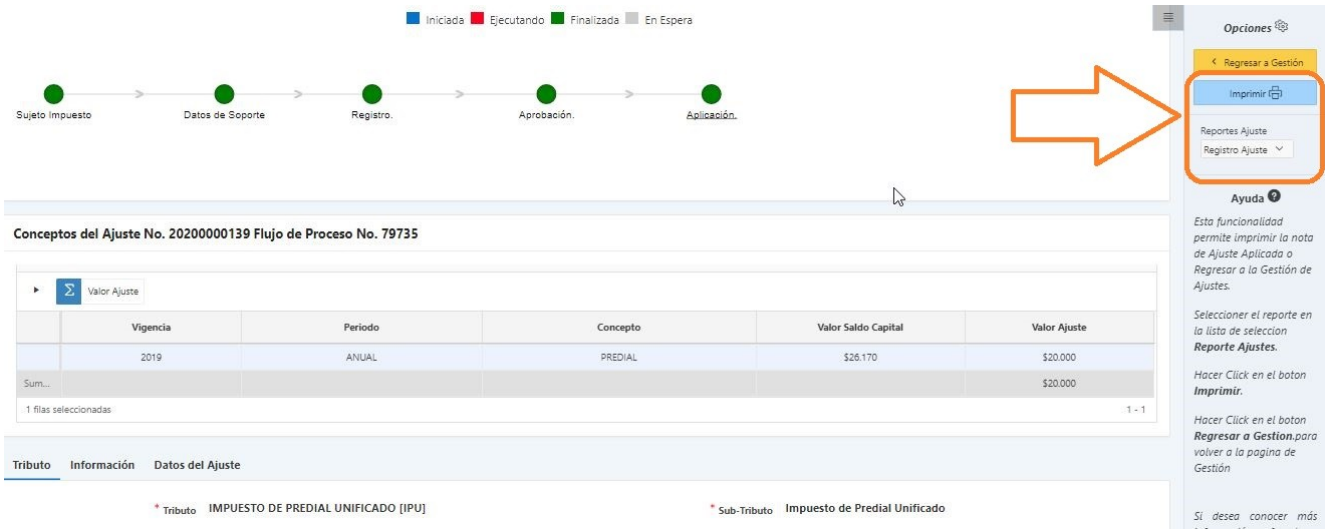 Iniciada Ejecutando Finalizada En Espera
Sujeto Impuesto > Datos de Soporte > Registro. > Aprobación. > Aplicación.
Conceptos del Ajuste No. 20200000139 Flujo de Proceso No. 79735
Σ Valor Ajuste
Vigencia Periodo Concepto Valor Saldo Capital Valor Ajuste
2019 ANUAL PREDIAL $26.170 $20.000
Sum... $20.000
1 filas seleccionadas 1 - 1
Tributo Información Datos del Ajuste
* Tributo IMPUESTO DE PREDIAL UNIFICADO [IPU] * Sub-Tributo Impuesto de Predial Unificado
Opciones
< Regresar a Gestión
Imprimir
Reportes Ajuste
Registro Ajuste
Ayuda ?
Esta funcionalidad
permite imprimir la nota
de Ajuste Aplicada o
Regresar a la Gestión de
Ajustes.
Seleccionar el reporte en
la lista de seleccion
Reporte Ajustes.
Hacer Click en el boton
Imprimir.
Hacer Click en el boton
Regresar a Gestion.para
volver a la pagina de
Gestión
Si desea conocer más